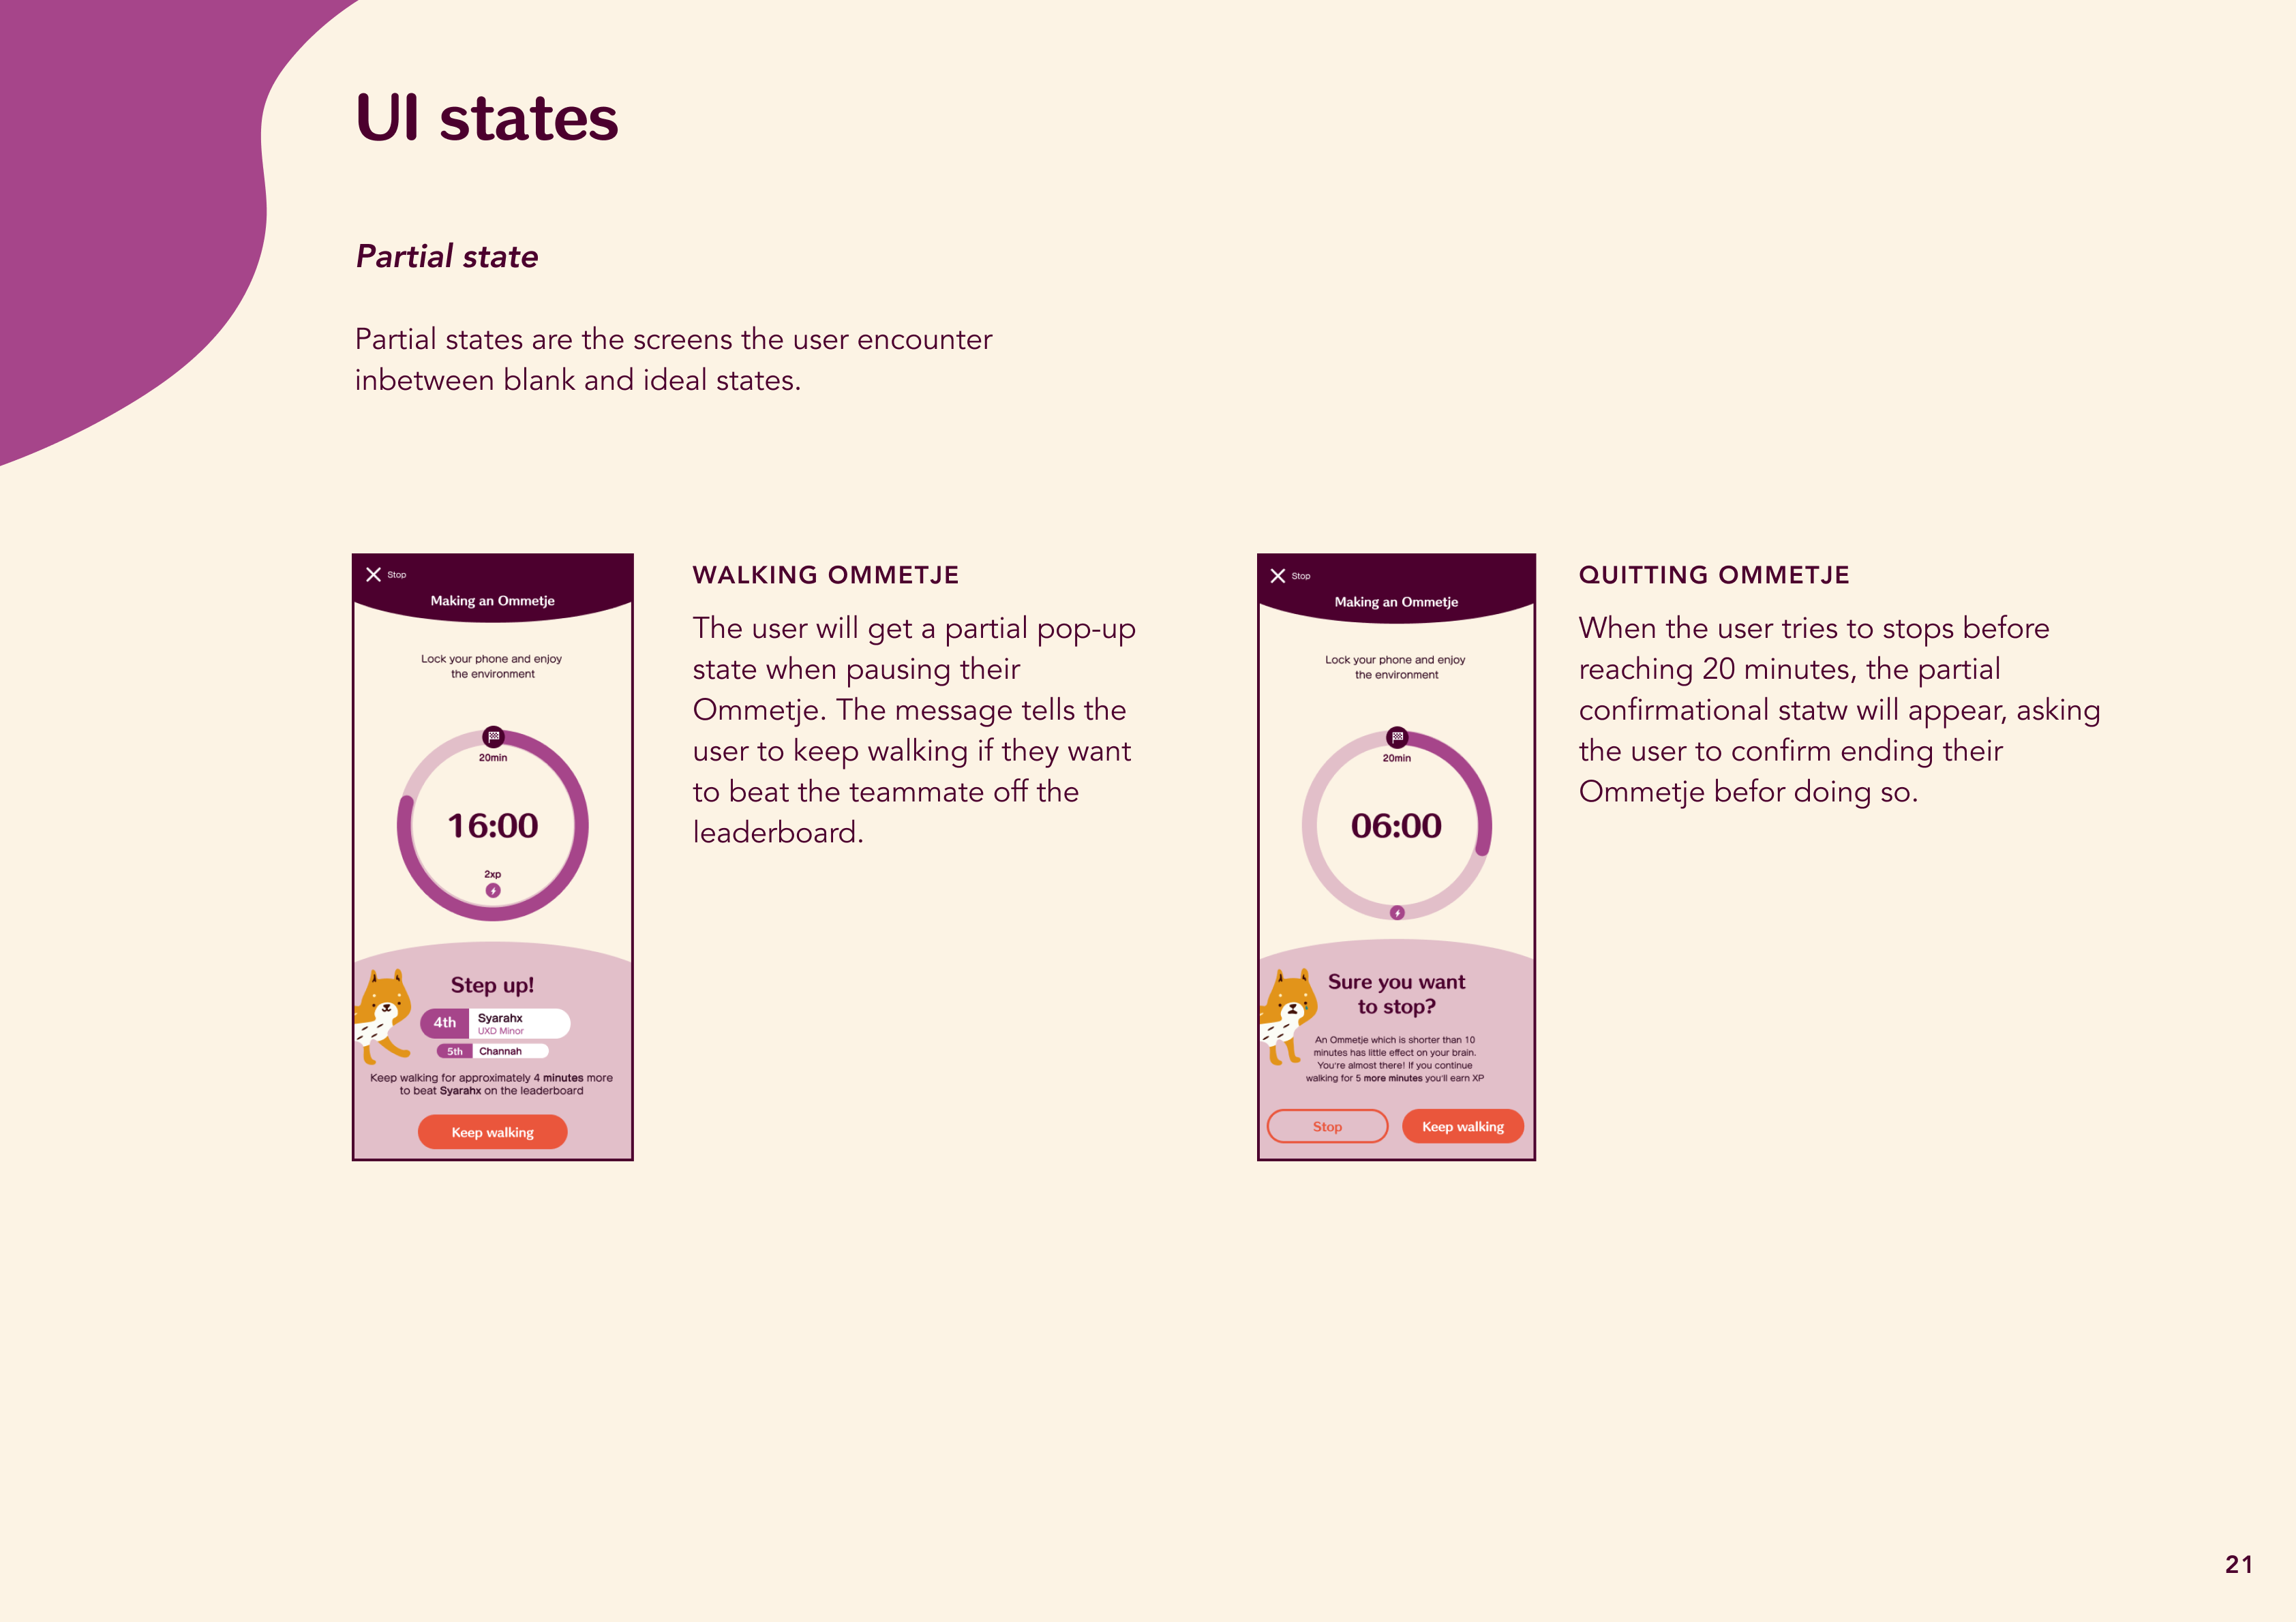 UI states
Partial state
Partial states are the screens the user encounter
inbetween blank and ideal states.
Stop
Making an Ommetje
Lock your phone and enjoy
the environment
20min
16:00
2xp
Step up!
4th Syarahx
UXD Minor
5th Channah
Keep walking for approximately 4 minutes more
to beat Syarahx on the leaderboard
Keep walking
WALKING OMMETJE
The user will get a partial pop-up
state when pausing their
Ommetje. The message tells the
user to keep walking if they want
to beat the teammate off the
leaderboard.
Stop
Making an Ommetje
Lock your phone and enjoy
the environment
20min
06:00
Sure you want
to stop?
An Ommetje which is shorter than 10
minutes has little effect on your brain.
You're almost there! If you continue
walking for 5 more minutes you'll earn XP
Stop Keep walking
QUITTING OMMETJE
When the user tries to stops before
reaching 20 minutes, the partial
confirmational statw will appear, asking
the user to confirm ending their
Ommetje befor doing so.
21